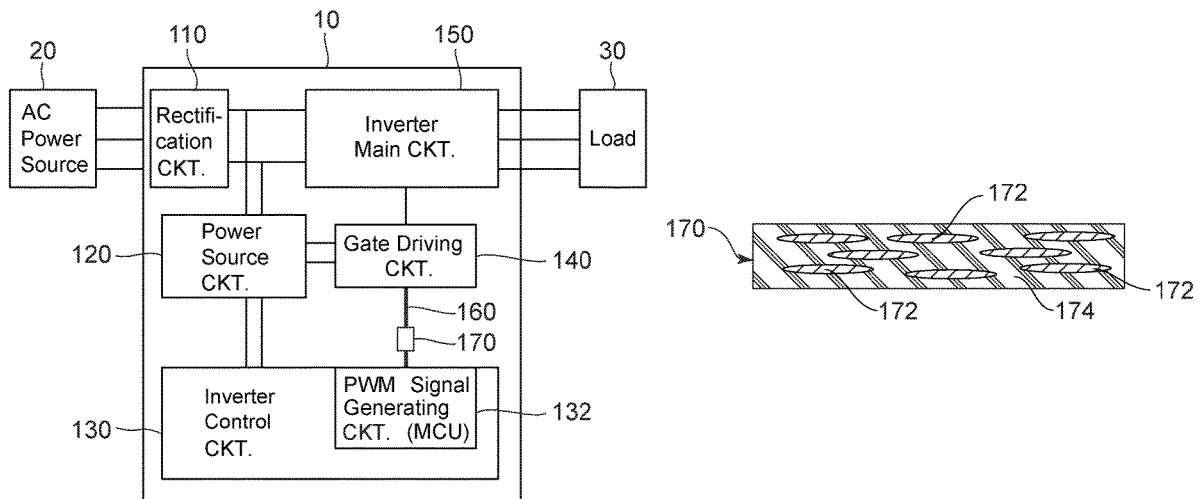 10
20
110
150
30
AC
Power
Source
Rectifi-
cation
CKT.
Inverter
Main CKT.
Load
Power
Source
CKT.
120
Gate Driving
CKT.
140
160
170
Inverter
Control
CKT.
130
PWM Signal
Generating
CKT. (MCU)
132
172
170
172
174
172